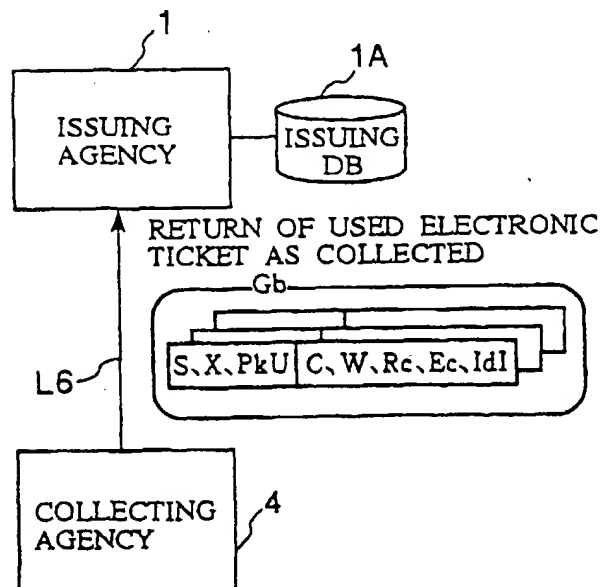 1
1A
ISSUING
AGENCY
ISSUING
DB
RETURN OF USED ELECTRONIC
TICKET AS COLLECTED
Gb
S、X、PkU C、W、Rc、Ec、IdI
L6
COLLECTING
AGENCY
4